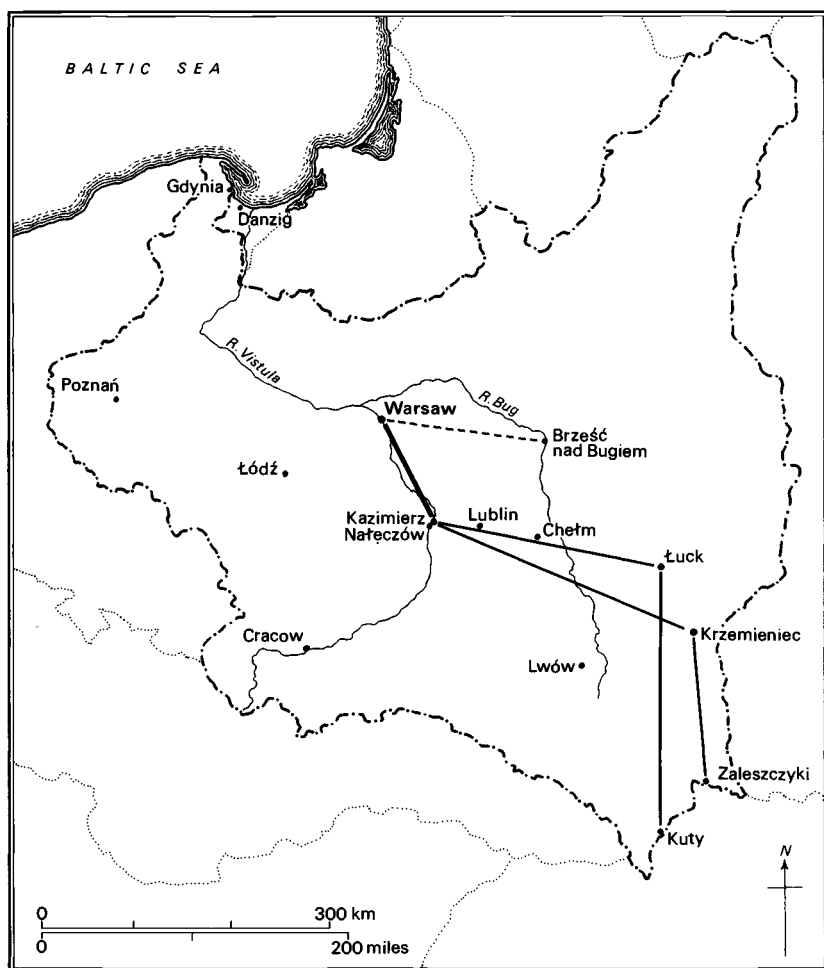 BALTIC SEA
Gdynia
Danzig
R. Vistula
Poznań
R. Bug
Warsaw
Brześć
nad Bugiem
Łódź
Kazimierz
Nałęczów
Lublin
Chełm
Łuck
Krzemieniec
Cracow
Lwów
Zaleszczyki
Kuty
N
0 300 km
0 200 miles